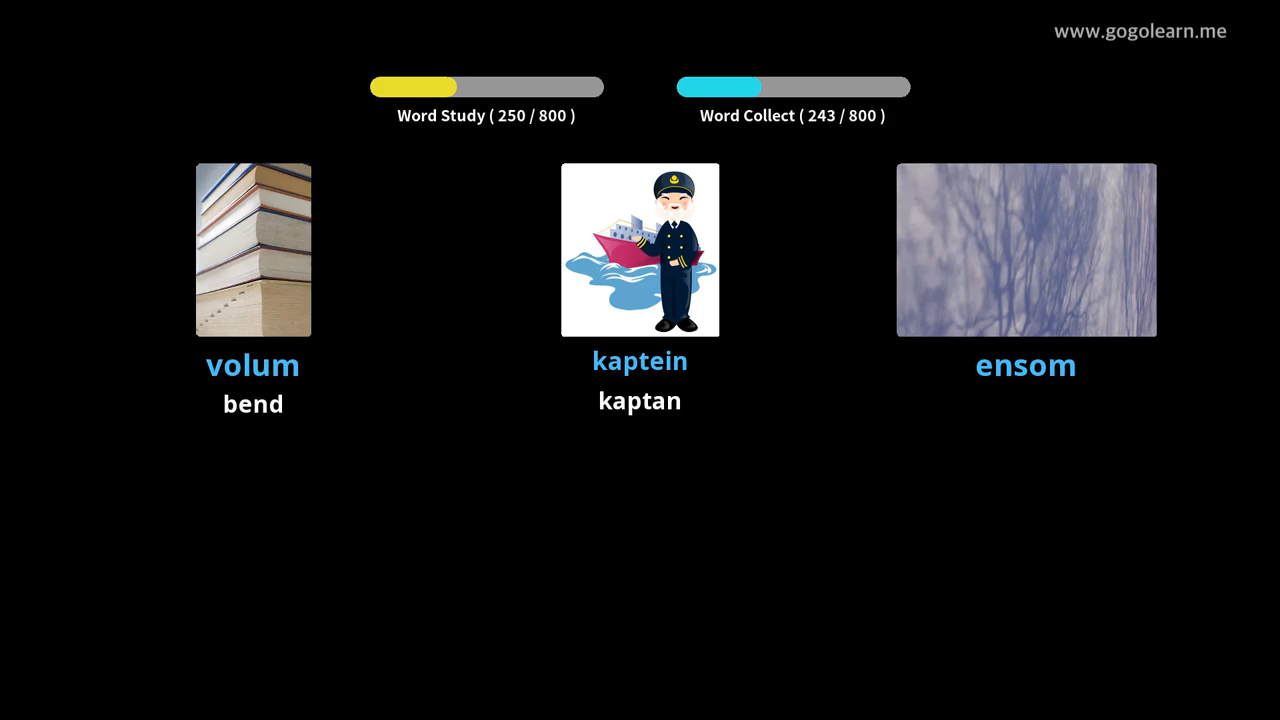 www.gogolearn.me
Word Study ( 250 / 800 )
Word Collect ( 243 / 800 )
volum
bend
kaptein
kaptan
ensom